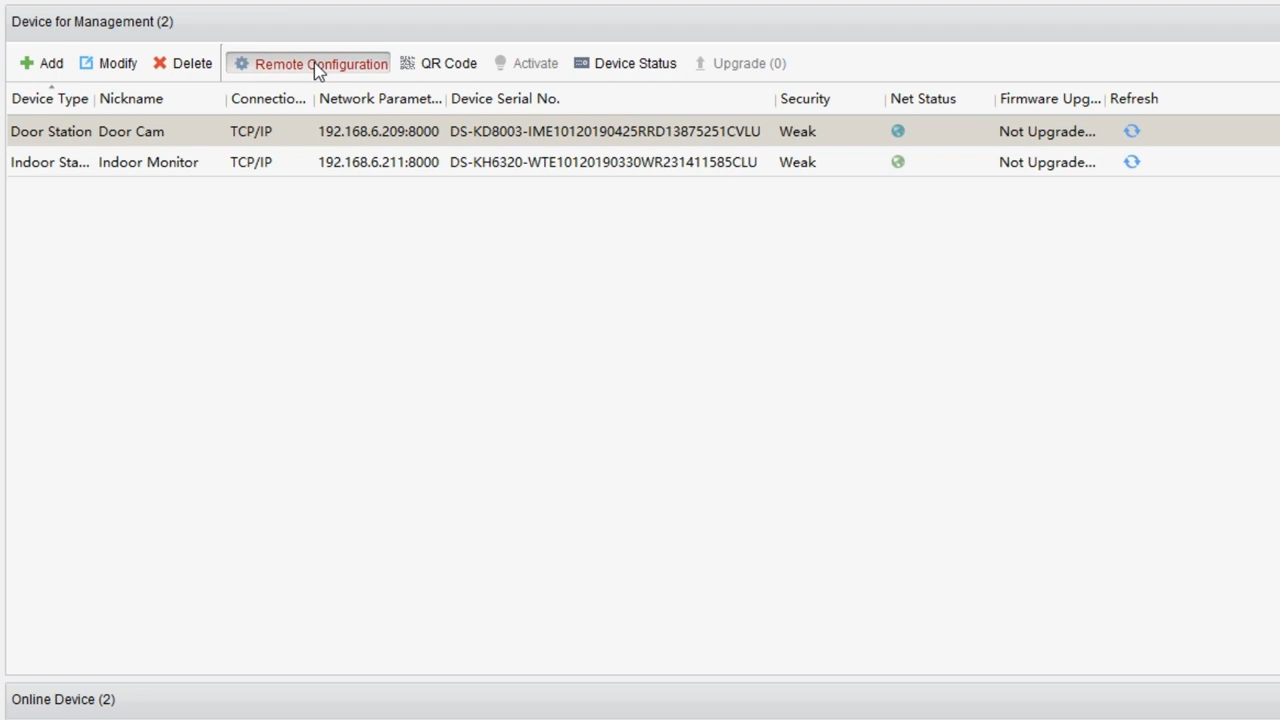 Device for Management (2)
Add Modify Delete Remote Configuration QR Code Activate Device Status Upgrade (0)
Device Type Nickname Connectio... Network Paramet... Device Serial No. Security Net Status Firmware Upg... Refresh
Door Station Door Cam TCP/IP 192.168.6.209:8000 DS-KD8003-IME10120190425RRD13875251CVLU Weak Not Upgrade...
Indoor Sta... Indoor Monitor TCP/IP 192.168.6.211:8000 DS-KH6320-WTE10120190330WR231411585CLU Weak Not Upgrade...
Online Device (2)